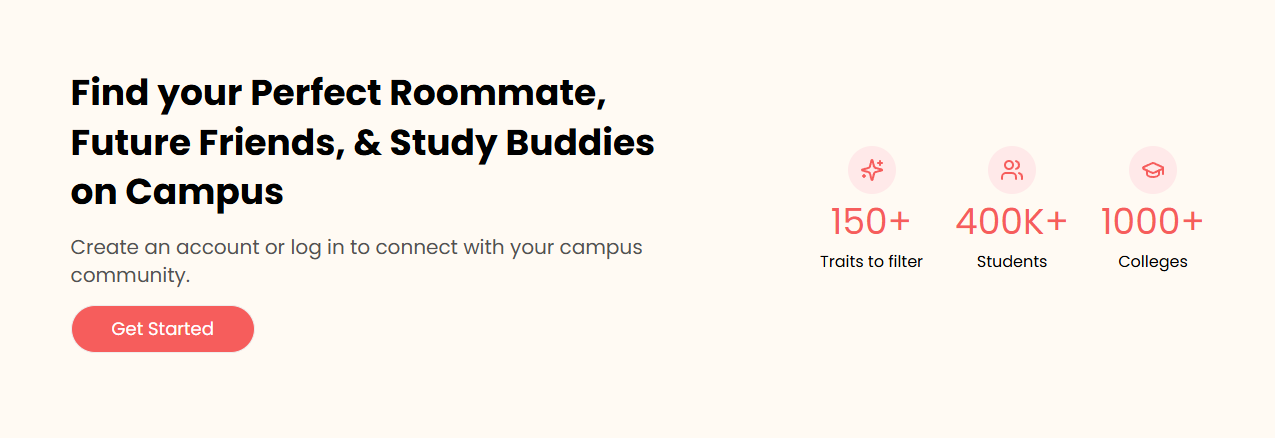 Find your Perfect Roommate,
Future Friends, & Study Buddies
on Campus
Create an account or log in to connect with your campus
community.
Get Started
150+
Traits to filter
400K+
Students
1000+
Colleges